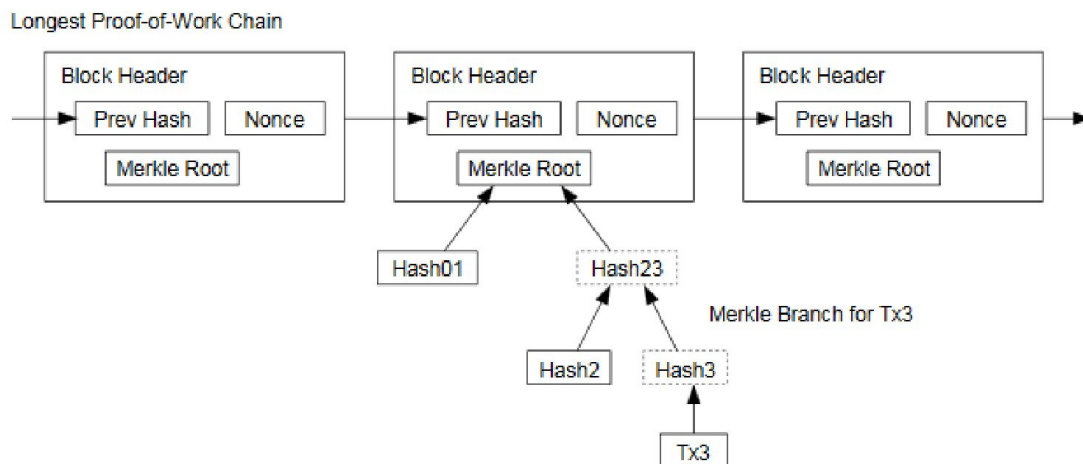 Longest Proof-of-Work Chain
Block Header
Prev Hash Nonce
Merkle Root
Block Header
Prev Hash Nonce
Merkle Root
Block Header
Prev Hash Nonce
Merkle Root
Hash01 Hash23
Merkle Branch for Tx3
Hash2 Hash3
Tx3